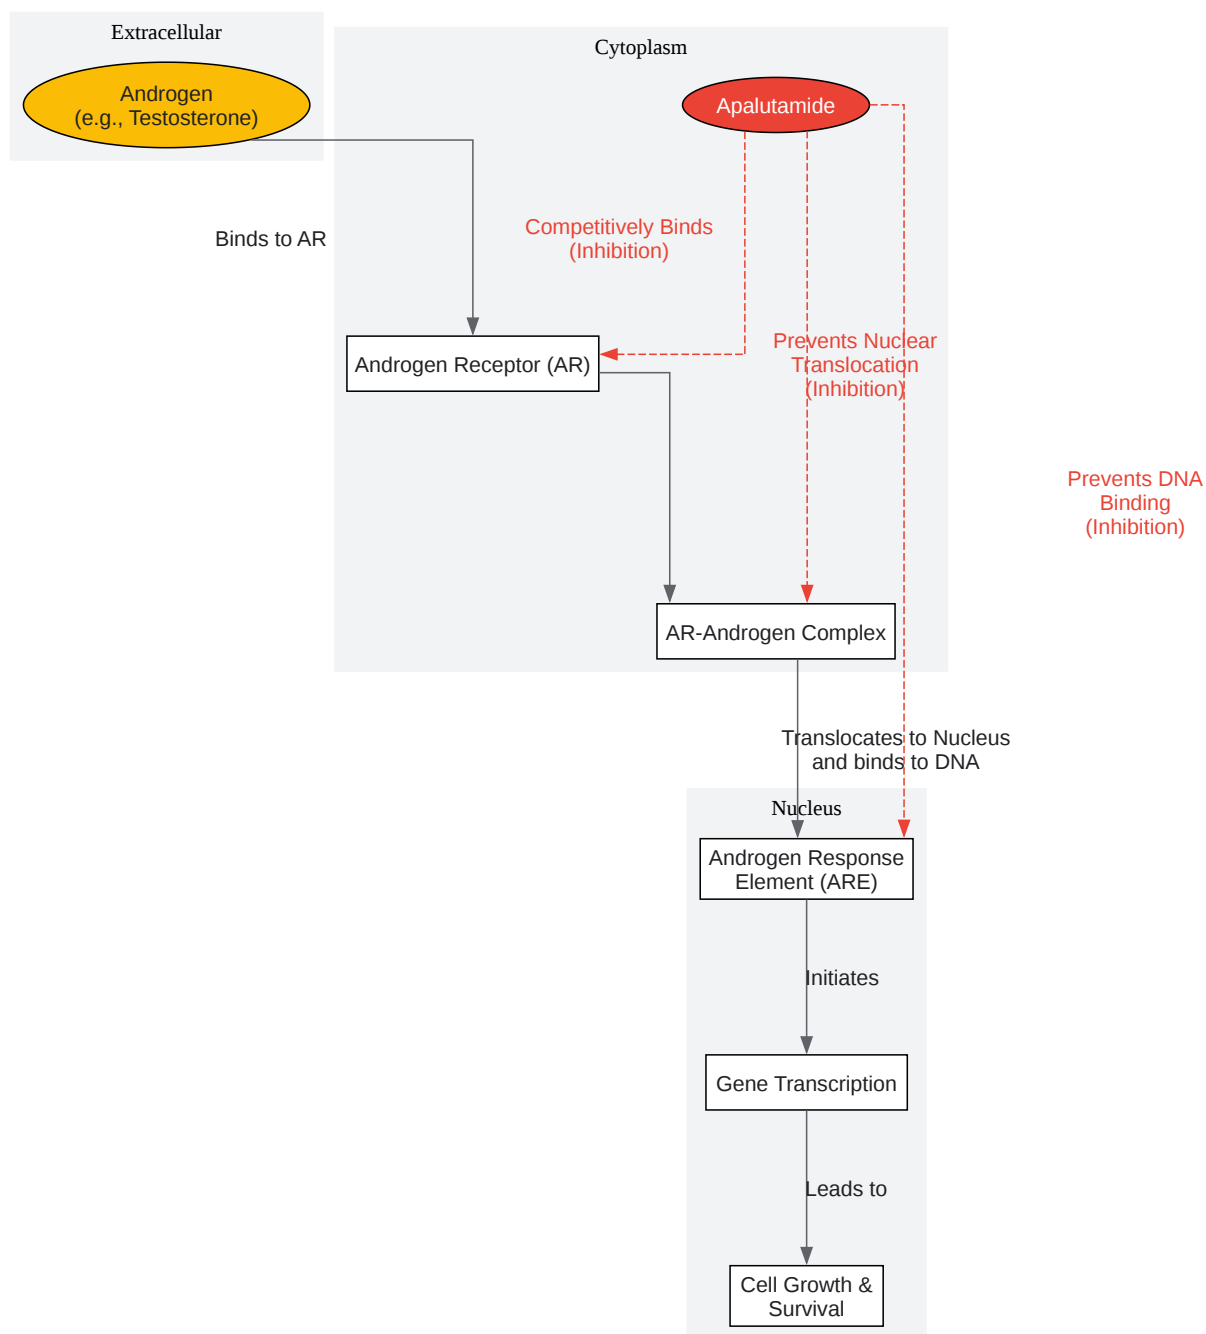 Extracellular
Androgen
(e.g., Testosterone)
Cytoplasm
Apalutamide
Binds to AR
Competitively Binds
(Inhibition)
Androgen Receptor (AR)
Prevents Nuclear
Translocation
(Inhibition)
Prevents DNA
Binding
(Inhibition)
AR-Androgen Complex
Translocates to Nucleus
and binds to DNA
Nucleus
Androgen Response
Element (ARE)
Initiates
Gene Transcription
Leads to
Cell Growth &
Survival